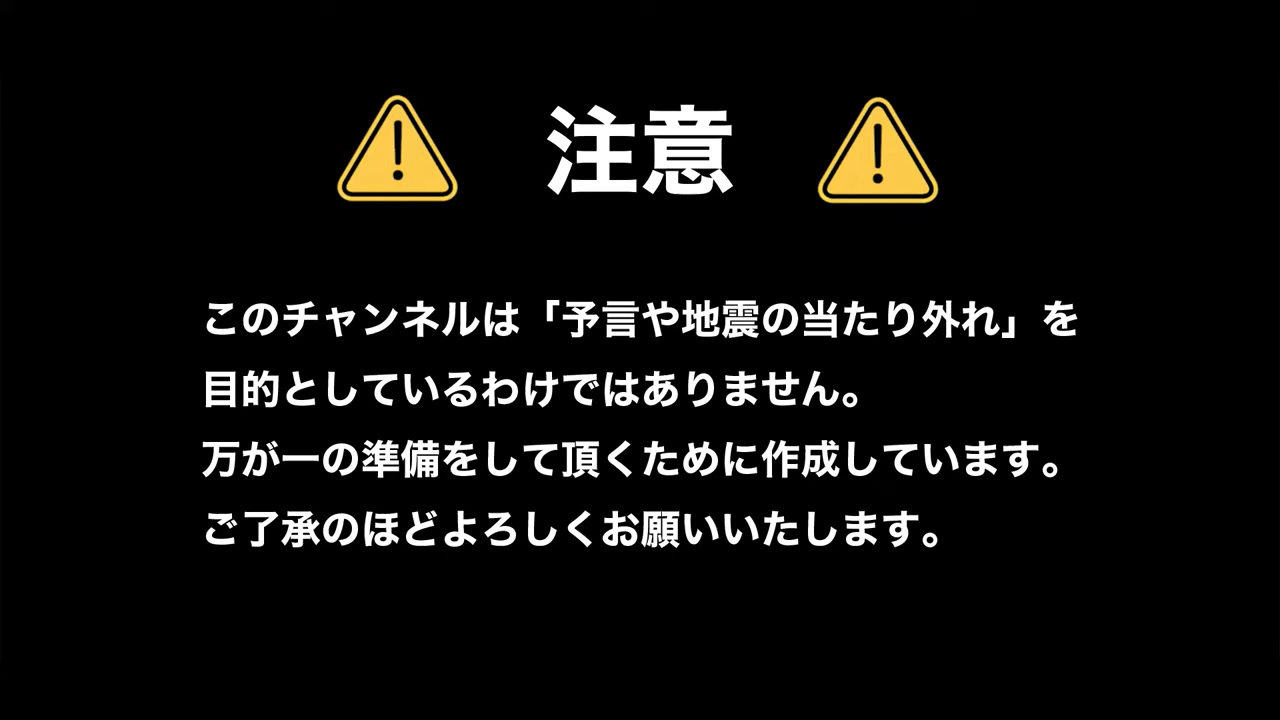 注意
このチャンネルは「予言や地震の当たり外れ」を
目的としているわけではありません。
万が一の準備をして頂くために作成しています。
ご了承のほどよろしくお願いいたします。